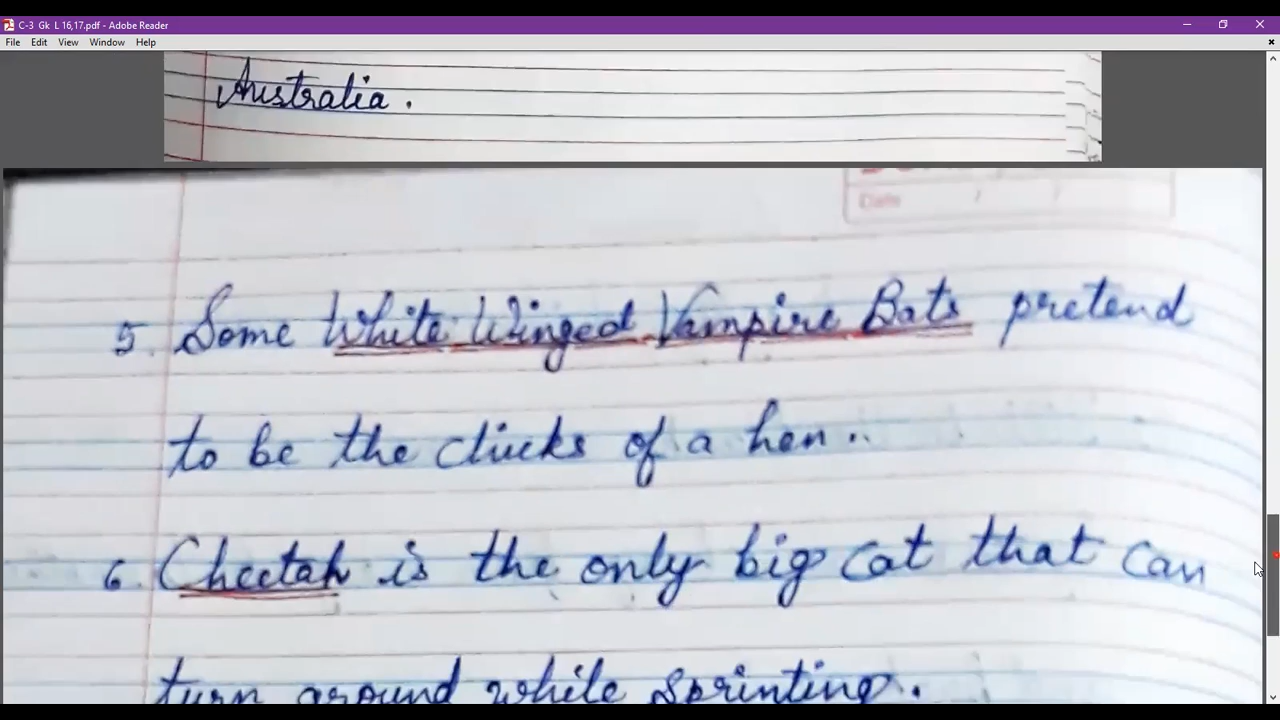 C-3 Gk L 16,17.pdf - Adobe Reader
File Edit View Window Help
Australia.
Date / /
5. Some White Winged Vampire Bats pretend
to be the chicks of a hen..
6. Cheetah is the only big cat that can
turn around while sprinting.